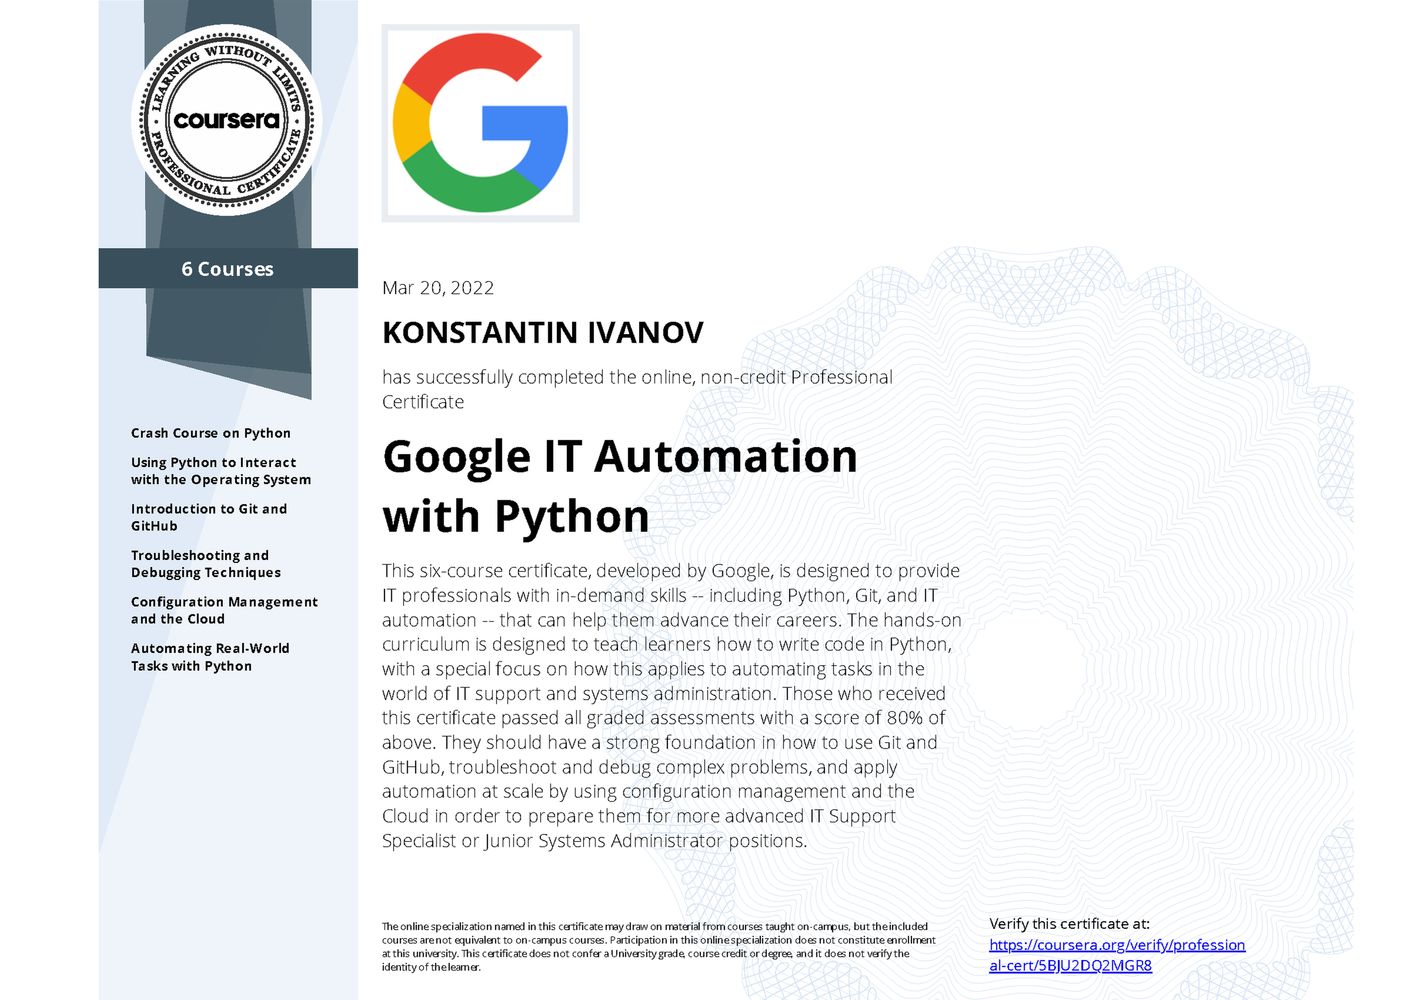 LEARNING WITHOUT LIMITS
coursera
PROFESSIONAL CERTIFICATE
6 Courses
Crash Course on Python
Using Python to Interact
with the Operating System
Introduction to Git and
GitHub
Troubleshooting and
Debugging Techniques
Configuration Management
and the Cloud
Automating Real-World
Tasks with Python
Mar 20, 2022
KONSTANTIN IVANOV
has successfully completed the online, non-credit Professional
Certificate
Google IT Automation
with Python
This six-course certificate, developed by Google, is designed to provide
IT professionals with in-demand skills -- including Python, Git, and IT
automation -- that can help them advance their careers. The hands-on
curriculum is designed to teach learners how to write code in Python,
with a special focus on how this applies to automating tasks in the
world of IT support and systems administration. Those who received
this certificate passed all graded assessments with a score of 80% of
above. They should have a strong foundation in how to use Git and
GitHub, troubleshoot and debug complex problems, and apply
automation at scale by using configuration management and the
Cloud in order to prepare them for more advanced IT Support
Specialist or Junior Systems Administrator positions.
The online specialization named in this certificate may draw on material from courses taught on-campus, but the included
courses are not equivalent to on-campus courses. Participation in this online specialization does not constitute enrollment
at this university. This certificate does not confer a University grade, course credit or degree, and it does not verify the
identity of the learner.
Verify this certificate at:
https://coursera.org/verify/profession
al-cert/5BJU2DQ2MGR8